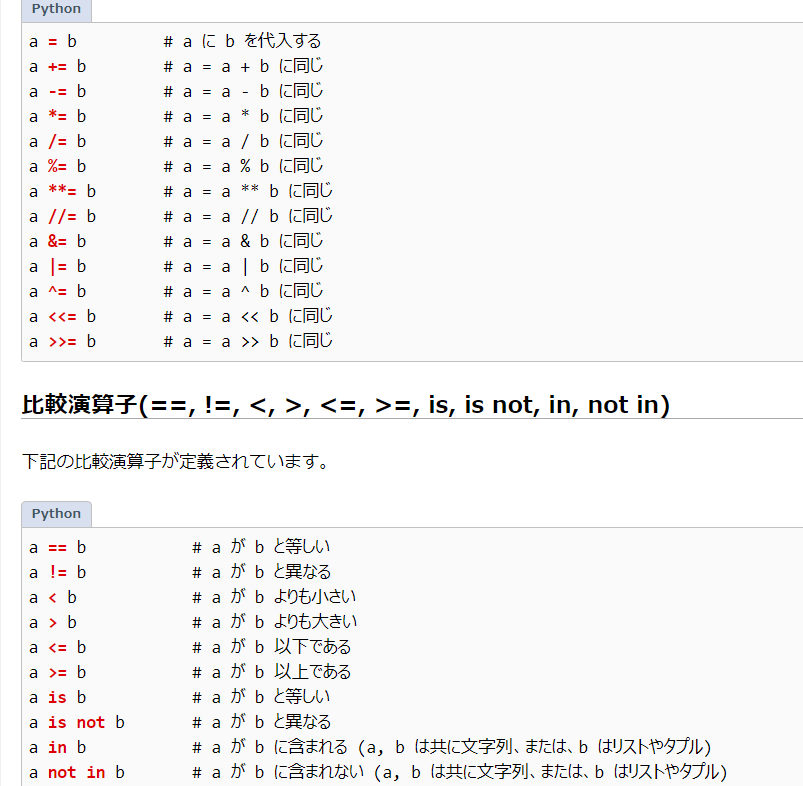 Python
a = b         # a に b を代入する
a += b        # a = a + b に同じ
a -= b        # a = a - b に同じ
a *= b        # a = a * b に同じ
a /= b        # a = a / b に同じ
a %= b        # a = a % b に同じ
a **= b       # a = a ** b に同じ
a //= b       # a = a // b に同じ
a &= b        # a = a & b に同じ
a |= b        # a = a | b に同じ
a ^= b        # a = a ^ b に同じ
a <<= b       # a = a << b に同じ
a >>= b       # a = a >> b に同じ
比較演算子(==, !=, <, >, <=, >=, is, is not, in, not in)
下記の比較演算子が定義されています。
Python
a == b          # a が b と等しい
a != b          # a が b と異なる
a < b           # a が b よりも小さい
a > b           # a が b よりも大きい
a <= b          # a が b 以下である
a >= b          # a が b 以上である
a is b          # a が b と等しい
a is not b      # a が b と異なる
a in b          # a が b に含まれる (a, b は共に文字列、または、b はリストやタプル)
a not in b      # a が b に含まれない (a, b は共に文字列、または、b はリストやタプル)